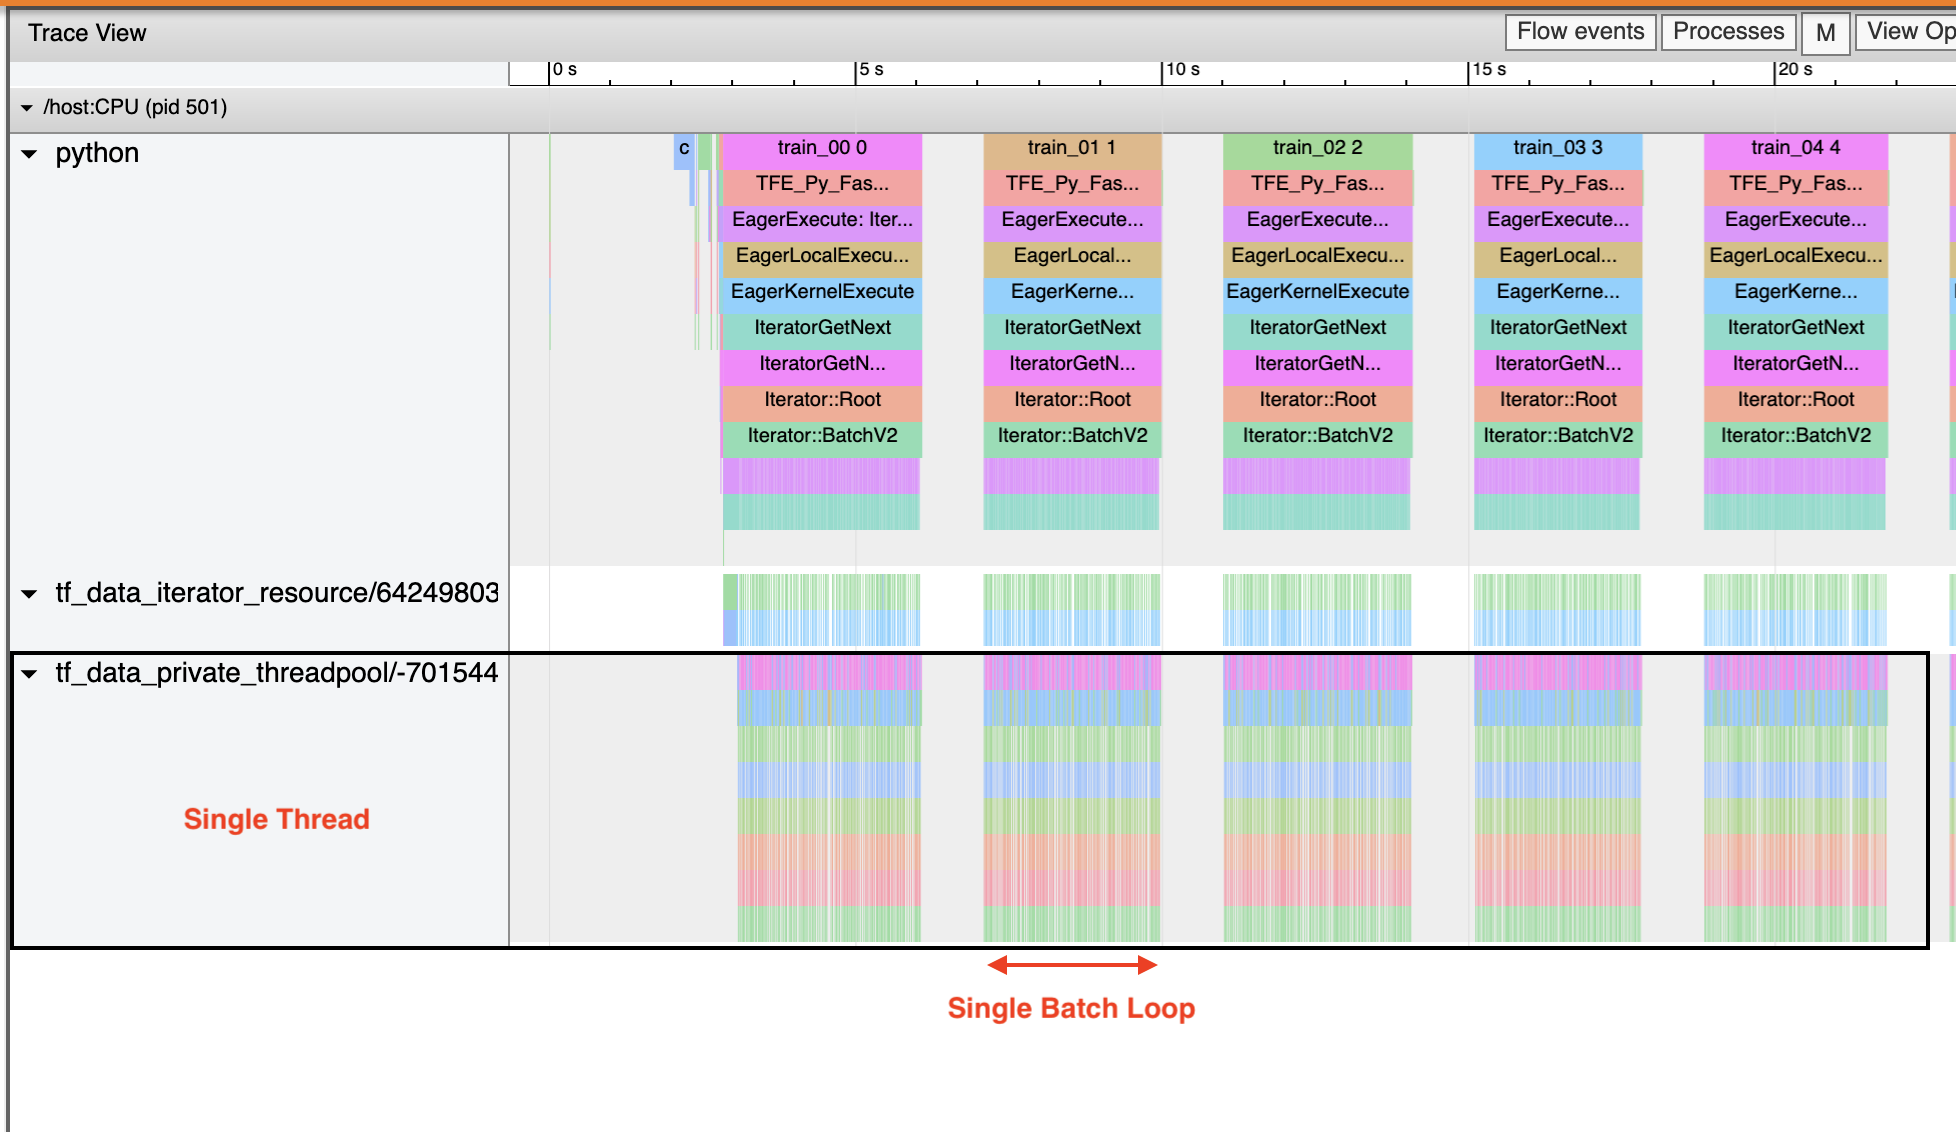 Trace View
Flow events Processes M View Op
0 s 5 s 10 s 15 s 20 s
/host:CPU (pid 501)
python
c train_00 0 train_01 1 train_02 2 train_03 3 train_04 4
TFE_Py_Fas... TFE_Py_Fas... TFE_Py_Fas... TFE_Py_Fas... TFE_Py_Fas...
EagerExecute: Iter... EagerExecute... EagerExecute... EagerExecute... EagerExecute...
EagerLocalExecu... EagerLocal... EagerLocalExecu... EagerLocal... EagerLocalExecu...
EagerKernelExecute EagerKerne... EagerKernelExecute EagerKerne... EagerKerne...
IteratorGetNext IteratorGetNext IteratorGetNext IteratorGetNext IteratorGetNext
IteratorGetN... IteratorGetN... IteratorGetN... IteratorGetN... IteratorGetN...
Iterator::Root Iterator::Root Iterator::Root Iterator::Root Iterator::Root
Iterator::BatchV2 Iterator::BatchV2 Iterator::BatchV2 Iterator::BatchV2 Iterator::BatchV2
tf_data_iterator_resource/64249803
tf_data_private_threadpool/-701544
Single Thread
Single Batch Loop